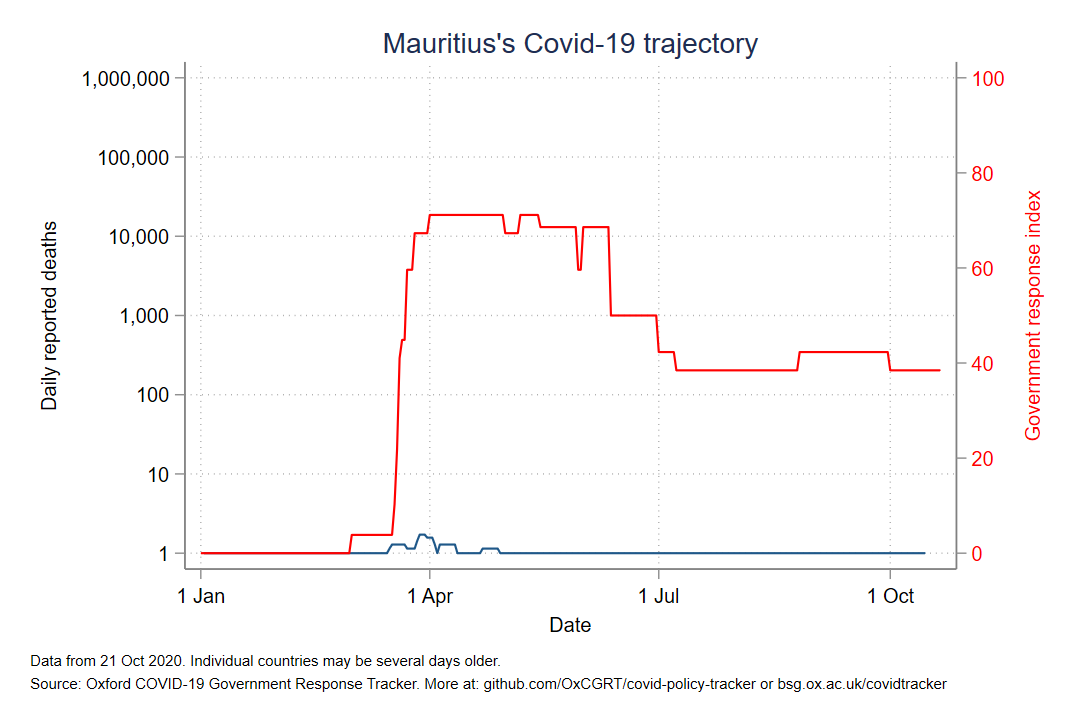 Mauritius's Covid-19 trajectory
1,000,000
100,000
10,000
1,000
100
10
1
Daily reported deaths
100
80
60
40
20
0
Government response index
1 Jan
1 Apr
1 Jul
1 Oct
Date
Data from 21 Oct 2020. Individual countries may be several days older.
Source: Oxford COVID-19 Government Response Tracker. More at: github.com/OxCGRT/covid-policy-tracker or bsg.ox.ac.uk/covidtracker